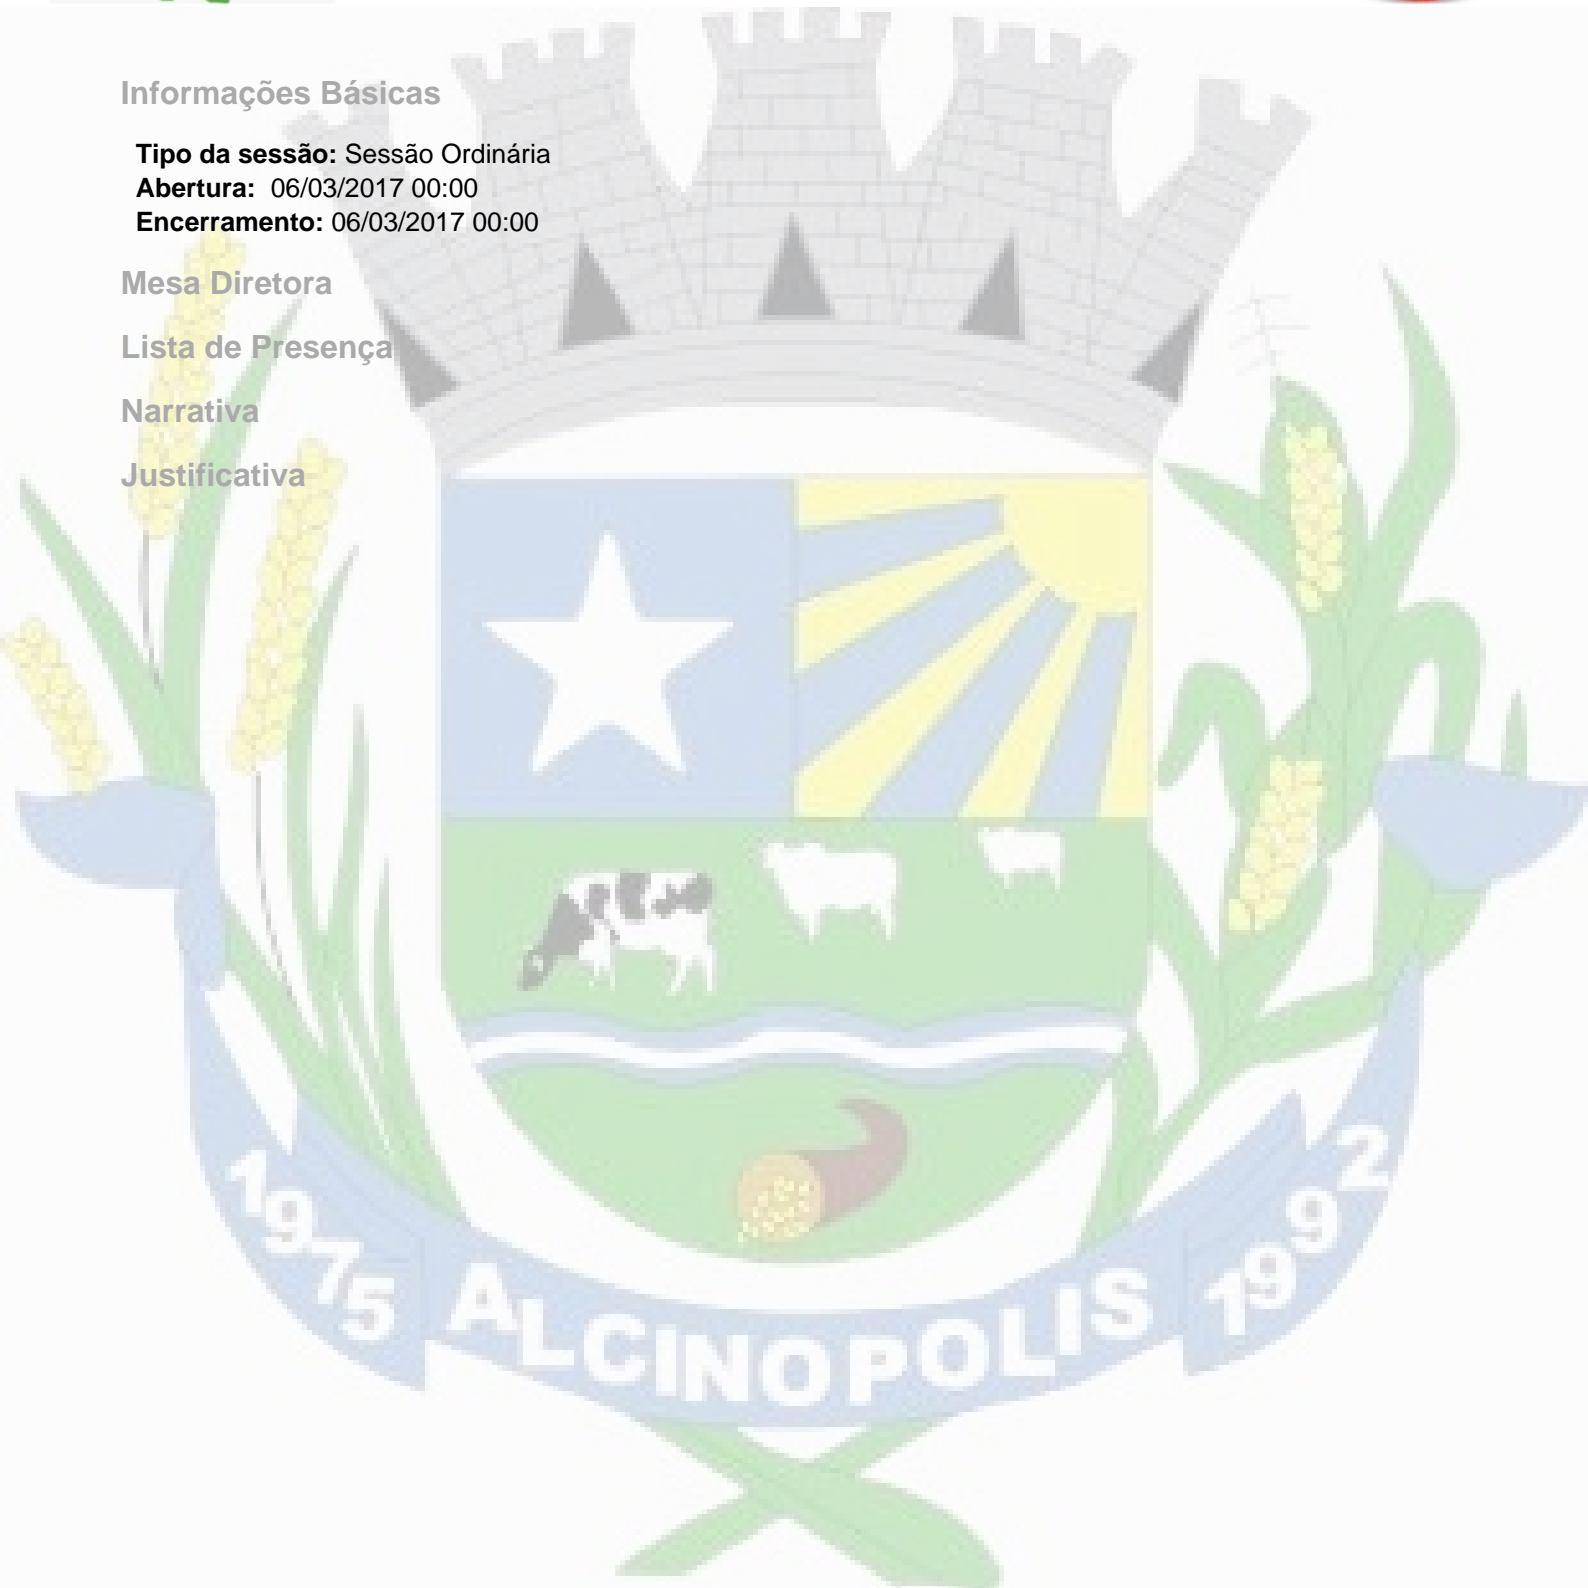 Informações Básicas
Tipo da sessão: Sessão Ordinária
Abertura: 06/03/2017 00:00
Encerramento: 06/03/2017 00:00
Mesa Diretora
Lista de Presença
Narrativa
Justificativa
1975 ALCINOPOLIS 1992